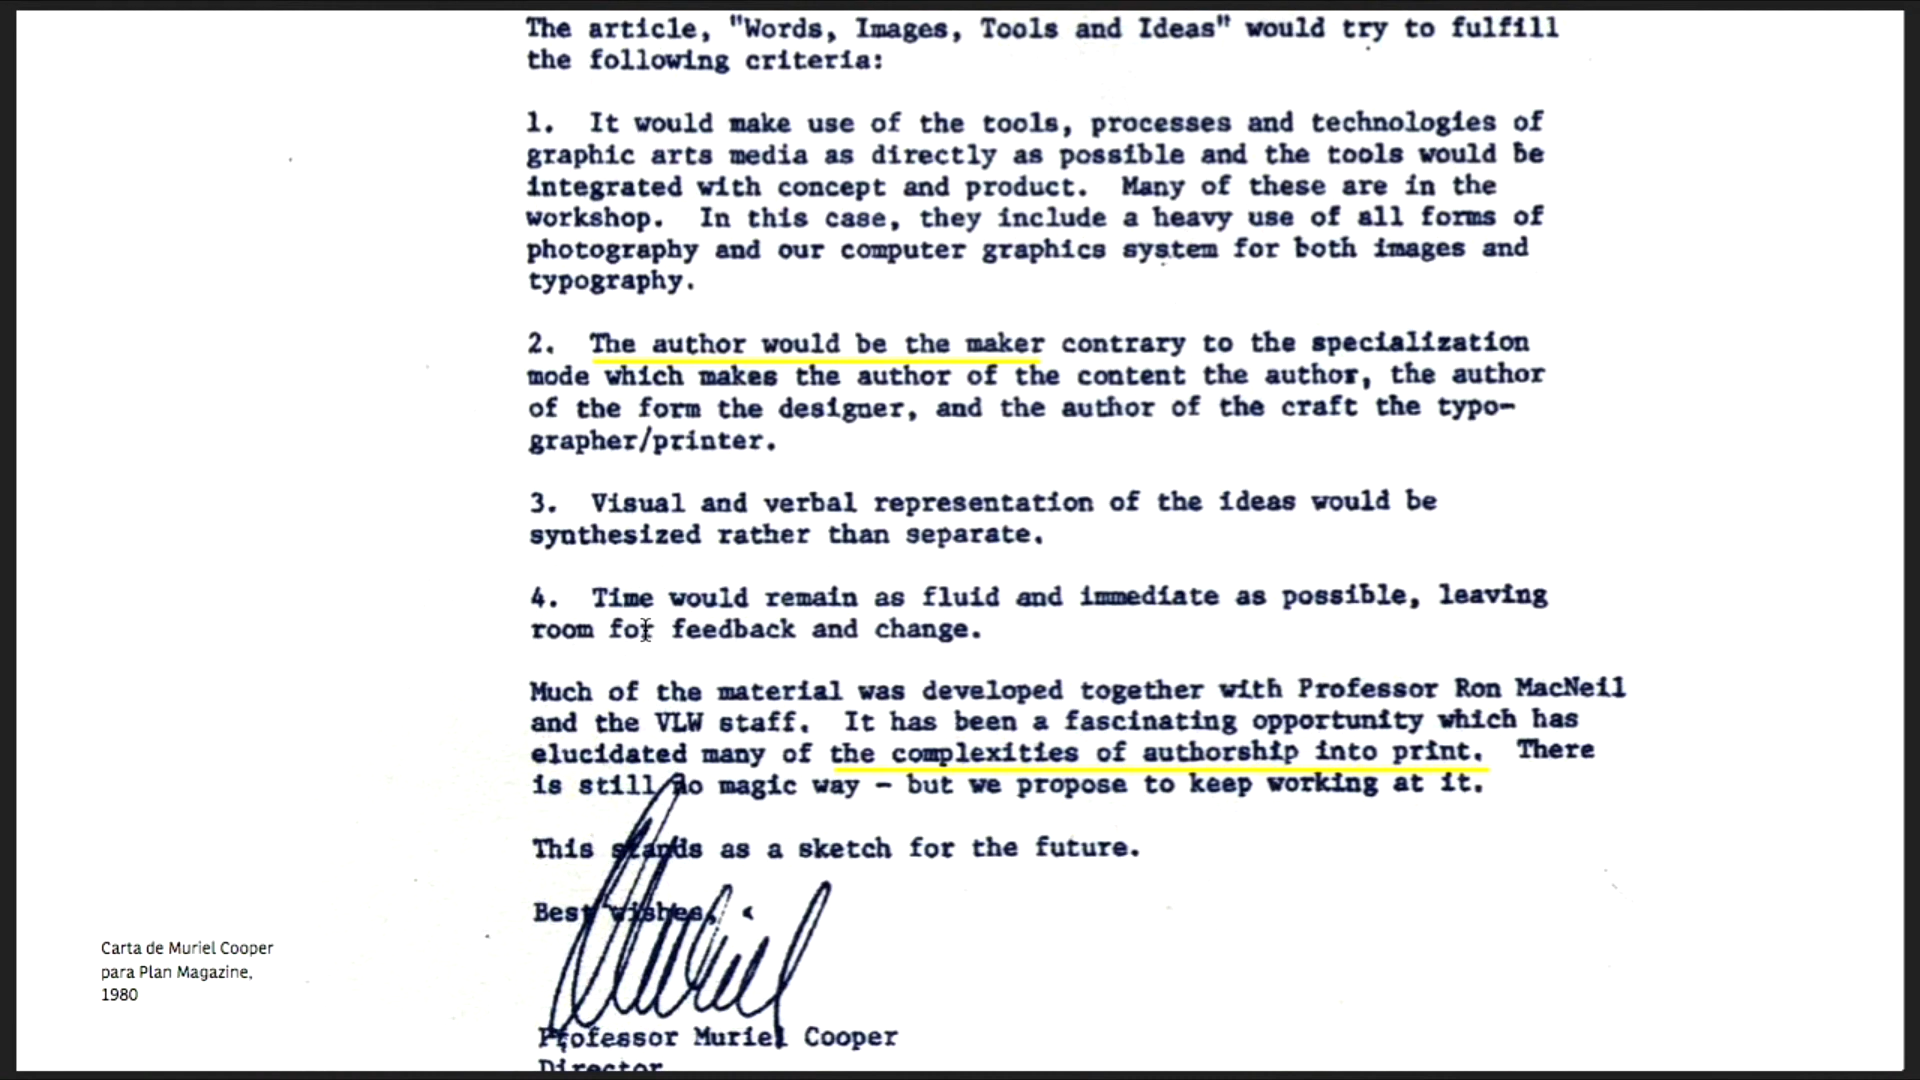 The article, "Words, Images, Tools and Ideas" would try to fulfill
the following criteria:
1. It would make use of the tools, processes and technologies of
graphic arts media as directly as possible and the tools would be
integrated with concept and product. Many of these are in the
workshop. In this case, they include a heavy use of all forms of
photography and our computer graphics system for both images and
typography.
2. The author would be the maker contrary to the specialization
mode which makes the author of the content the author, the author
of the form the designer, and the author of the craft the typo-
grapher/printer.
3. Visual and verbal representation of the ideas would be
synthesized rather than separate.
4. Time would remain as fluid and immediate as possible, leaving
room for feedback and change.
Much of the material was developed together with Professor Ron MacNeil
and the VLW staff. It has been a fascinating opportunity which has
elucidated many of the complexities of authorship into print. There
is still no magic way - but we propose to keep working at it.
This stands as a sketch for the future.
Best wishes,
Muriel
Professor Muriel Cooper
Director
Carta de Muriel Cooper
para Plan Magazine,
1980